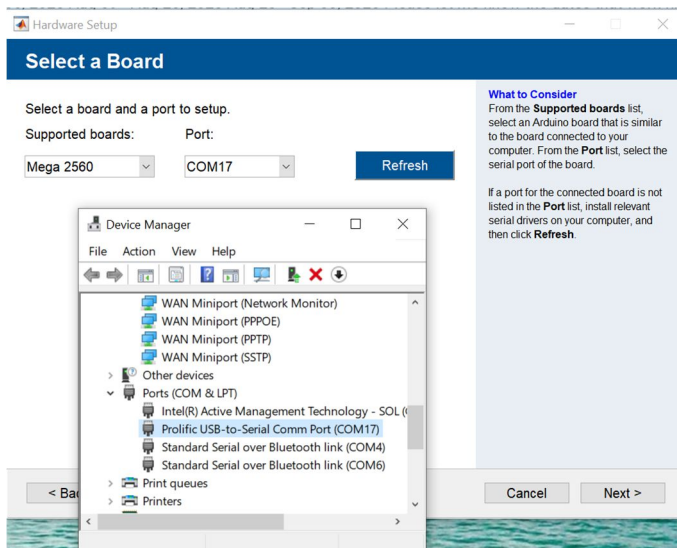 Hardware Setup
Select a Board
Select a board and a port to setup.
Supported boards:
Port:
Mega 2560
COM17
Refresh
What to Consider
From the Supported boards list,
select an Arduino board that is similar
to the board connected to your
computer. From the Port list, select the
serial port of the board.
If a port for the connected board is not
listed in the Port list, install relevant
serial drivers on your computer, and
then click Refresh.
Device Manager
File Action View Help
WAN Miniport (Network Monitor)
WAN Miniport (PPPOE)
WAN Miniport (PPTP)
WAN Miniport (SSTP)
Other devices
Ports (COM & LPT)
Intel(R) Active Management Technology - SOL (
Prolific USB-to-Serial Comm Port (COM17)
Standard Serial over Bluetooth link (COM4)
Standard Serial over Bluetooth link (COM6)
Print queues
Printers
< Ba
Cancel
Next >